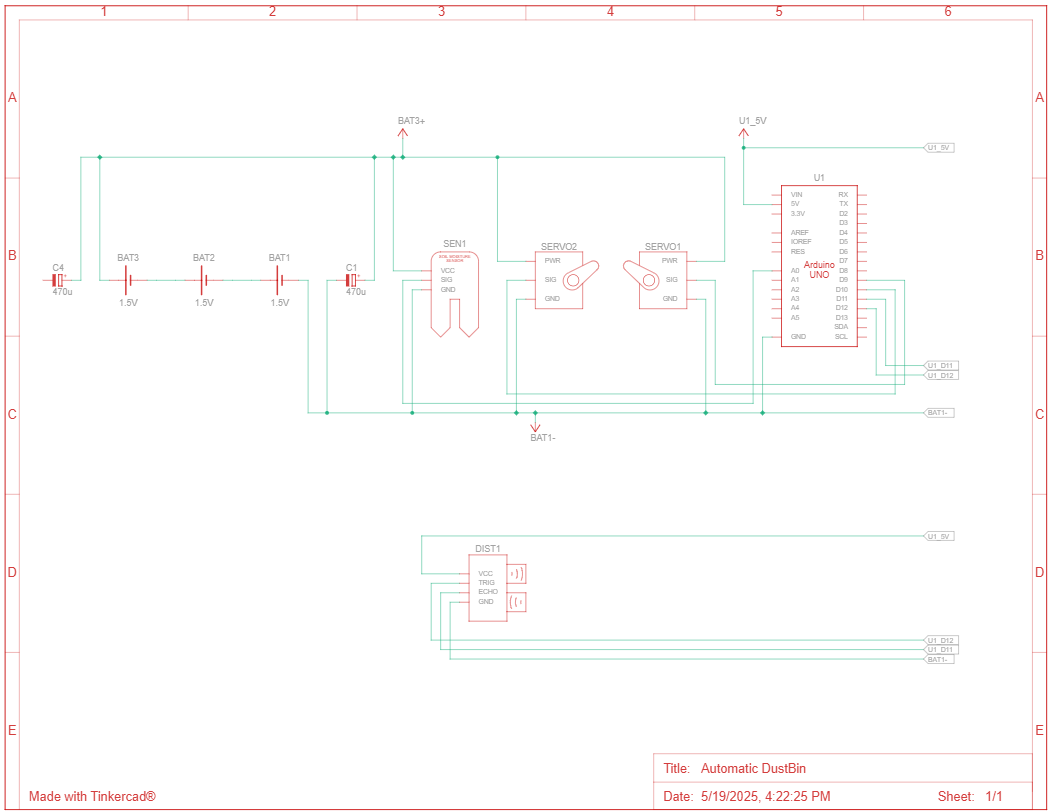 1 2 3 4 5 6
A A
BAT3+ U1_5V
U1_5V
U1
VIN RX
5V TX
3.3V D2
D3
AREF D4
IOREF D5
RES D6
D7
A0 D8
A1 D9
A2 D10
A3 D11
A4 D12
A5 D13
SDA
GND SCL
Arduino
UNO
B B
C4
470u
BAT3
1.5V
BAT2
1.5V
BAT1
1.5V
C1
470u
SEN1
SOIL MOISTURE
SENSOR
VCC
SIG
GND
SERVO2
PWR
SIG
GND
SERVO1
PWR
SIG
GND
U1_D11
U1_D12
C C
BAT1-
BAT1-
U1_5V
DIST1
VCC
TRIG
ECHO
GND
D D
U1_D12
U1_D11
BAT1-
E E
Title: Automatic DustBin
Made with Tinkercad®
Date: 5/19/2025, 4:22:25 PM Sheet: 1/1